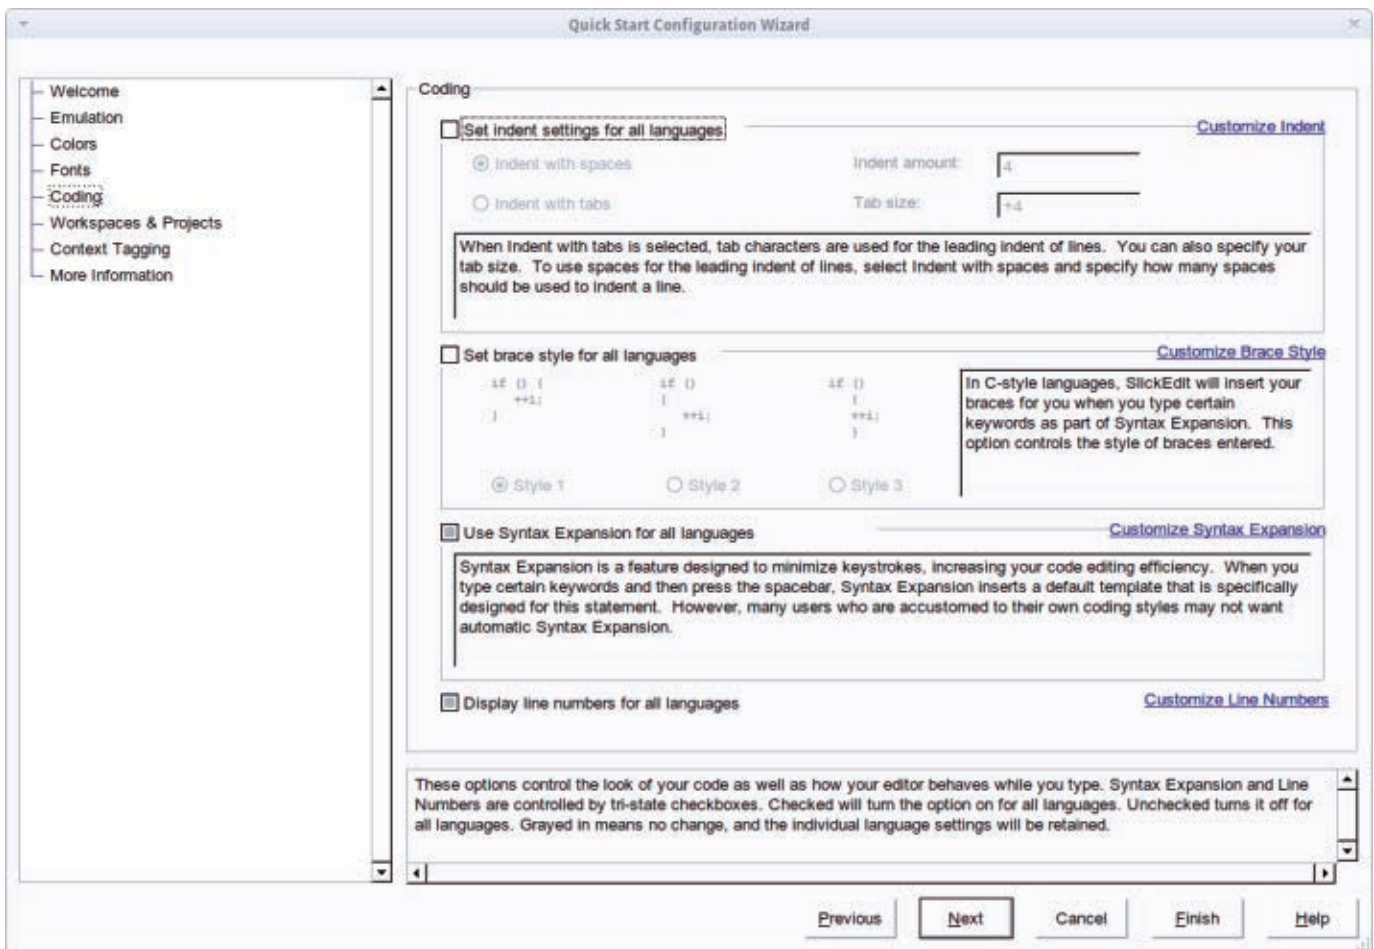 Quick Start Configuration Wizard
Welcome
Emulation
Colors
Fonts
Coding
Workspaces & Projects
Context Tagging
More Information
Coding
Set indent settings for all languages
Customize Indent
Indent with spaces
Indent amount:
4
Indent with tabs
Tab size:
+4
When Indent with tabs is selected, tab characters are used for the leading indent of lines. You can also specify your
tab size. To use spaces for the leading indent of lines, select Indent with spaces and specify how many spaces
should be used to indent a line.
Set brace style for all languages
Customize Brace Style
if () {
++i;
}
if ()
{
++i;
}
if ()
{
++i;
}
Style 1
Style 2
Style 3
In C-style languages, SlickEdit will insert your
braces for you when you type certain
keywords as part of Syntax Expansion. This
option controls the style of braces entered.
Use Syntax Expansion for all languages
Customize Syntax Expansion
Syntax Expansion is a feature designed to minimize keystrokes, increasing your code editing efficiency. When you
type certain keywords and then press the spacebar, Syntax Expansion inserts a default template that is specifically
designed for this statement. However, many users who are accustomed to their own coding styles may not want
automatic Syntax Expansion.
Display line numbers for all languages
Customize Line Numbers
These options control the look of your code as well as how your editor behaves while you type. Syntax Expansion and Line
Numbers are controlled by tri-state checkboxes. Checked will turn the option on for all languages. Unchecked turns it off for
all languages. Grayed in means no change, and the individual language settings will be retained.
Previous
Next
Cancel
Finish
Help